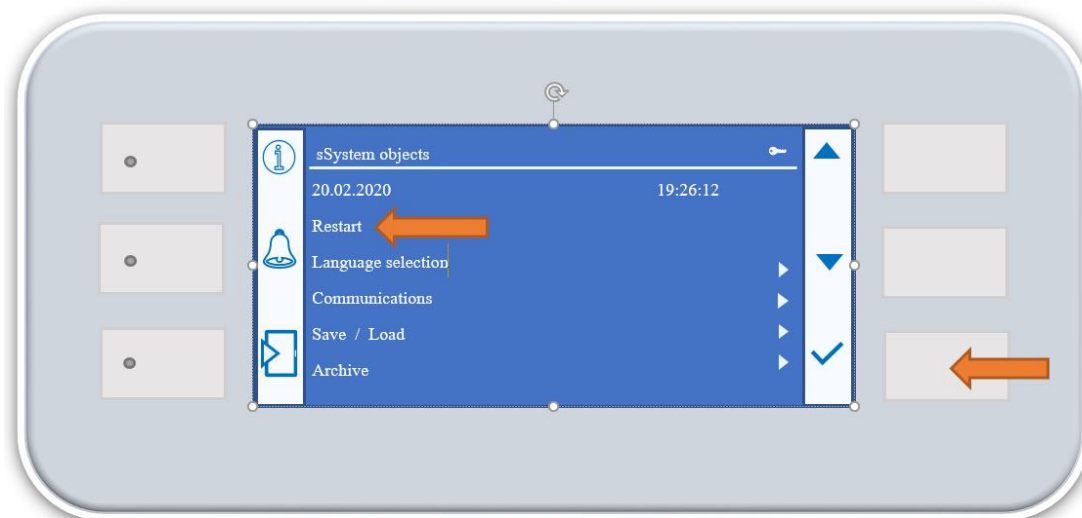 sSystem objects
20.02.2020 19:26:12
Restart
Language selection
Communications
Save / Load
Archive